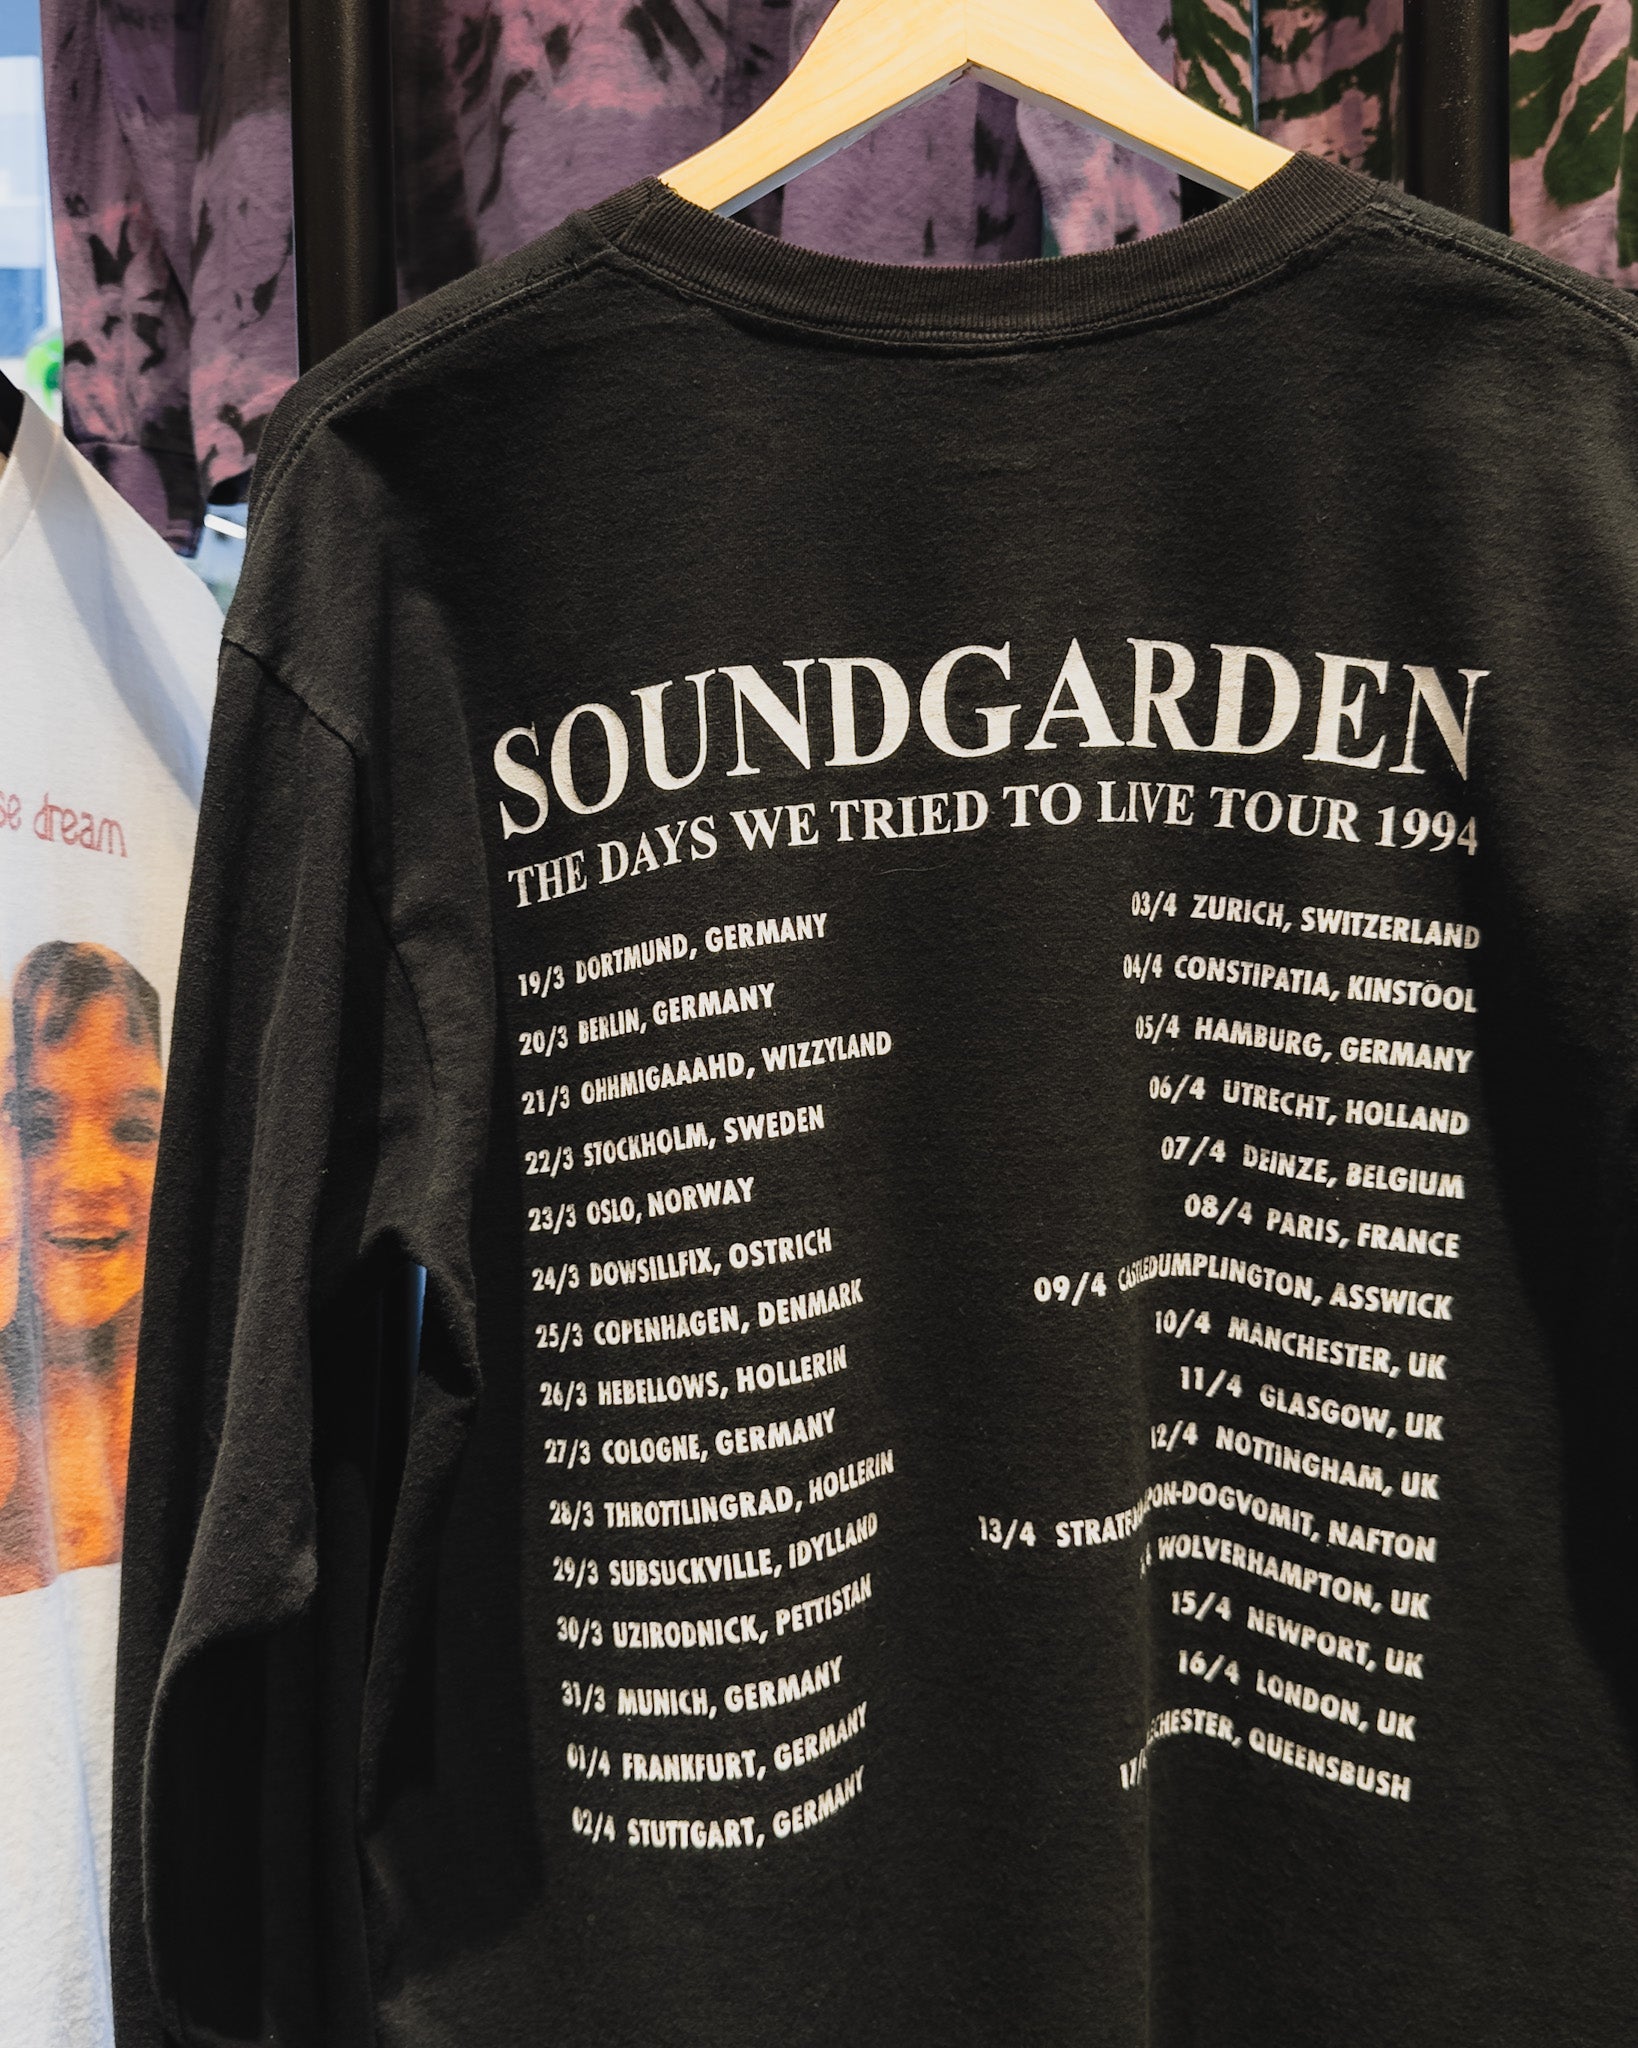 se dream
SOUNDGARDEN
THE DAYS WE TRIED TO LIVE TOUR 1994
19/3 DORTMUND, GERMANY
20/3 BERLIN, GERMANY
21/3 OHHMIGAAAHD, WIZZYLAND
22/3 STOCKHOLM, SWEDEN
23/3 OSLO, NORWAY
24/3 DOWSILLFIX, OSTRICH
25/3 COPENHAGEN, DENMARK
26/3 HEBELLOWS, HOLLERIN
27/3 COLOGNE, GERMANY
28/3 THROTTLINGRAD, HOLLERIN
29/3 SUBSUCKVILLE, IDYLLAND
30/3 UZIRODNICK, PETTISTAN
31/3 MUNICH, GERMANY
01/4 FRANKFURT, GERMANY
02/4 STUTTGART, GERMANY
03/4 ZURICH, SWITZERLAND
04/4 CONSTIPATIA, KINSTOOL
05/4 HAMBURG, GERMANY
06/4 UTRECHT, HOLLAND
07/4 DEINZE, BELGIUM
08/4 PARIS, FRANCE
09/4 CASTLEDUMPLINGTON, ASSWICK
10/4 MANCHESTER, UK
11/4 GLASGOW, UK
12/4 NOTTINGHAM, UK
13/4 NAFTON
WOLVERHAMPTON, UK
15/4 NEWPORT, UK
16/4 LONDON, UK
QUEENSBUSH